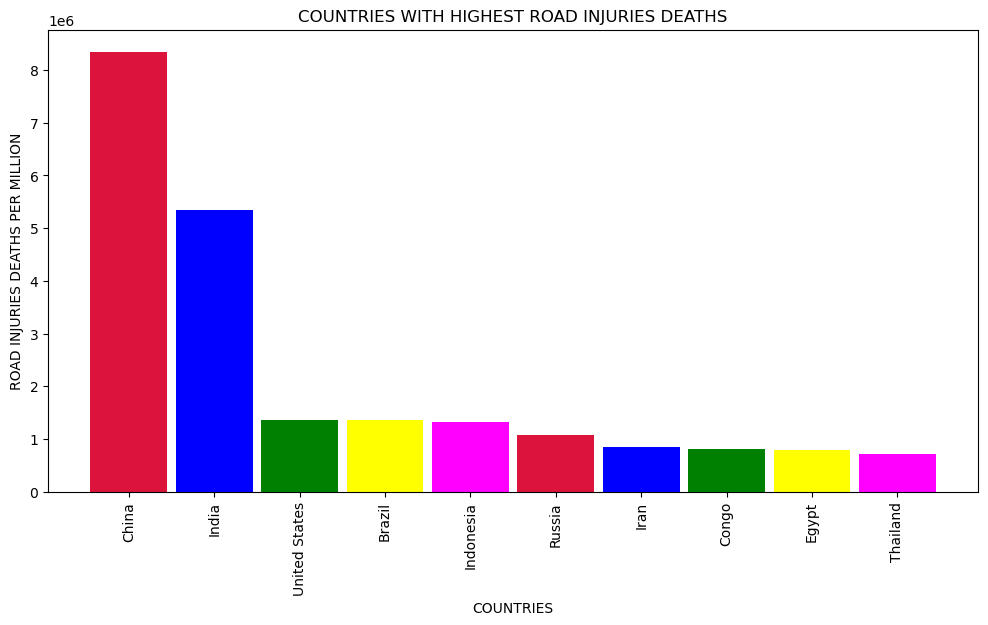 COUNTRIES WITH HIGHEST ROAD INJURIES DEATHS
1e6
ROAD INJURIES DEATHS PER MILLION
8
7
6
5
4
3
2
1
0
China
India
United States
Brazil
Indonesia
Russia
Iran
Congo
Egypt
Thailand
COUNTRIES